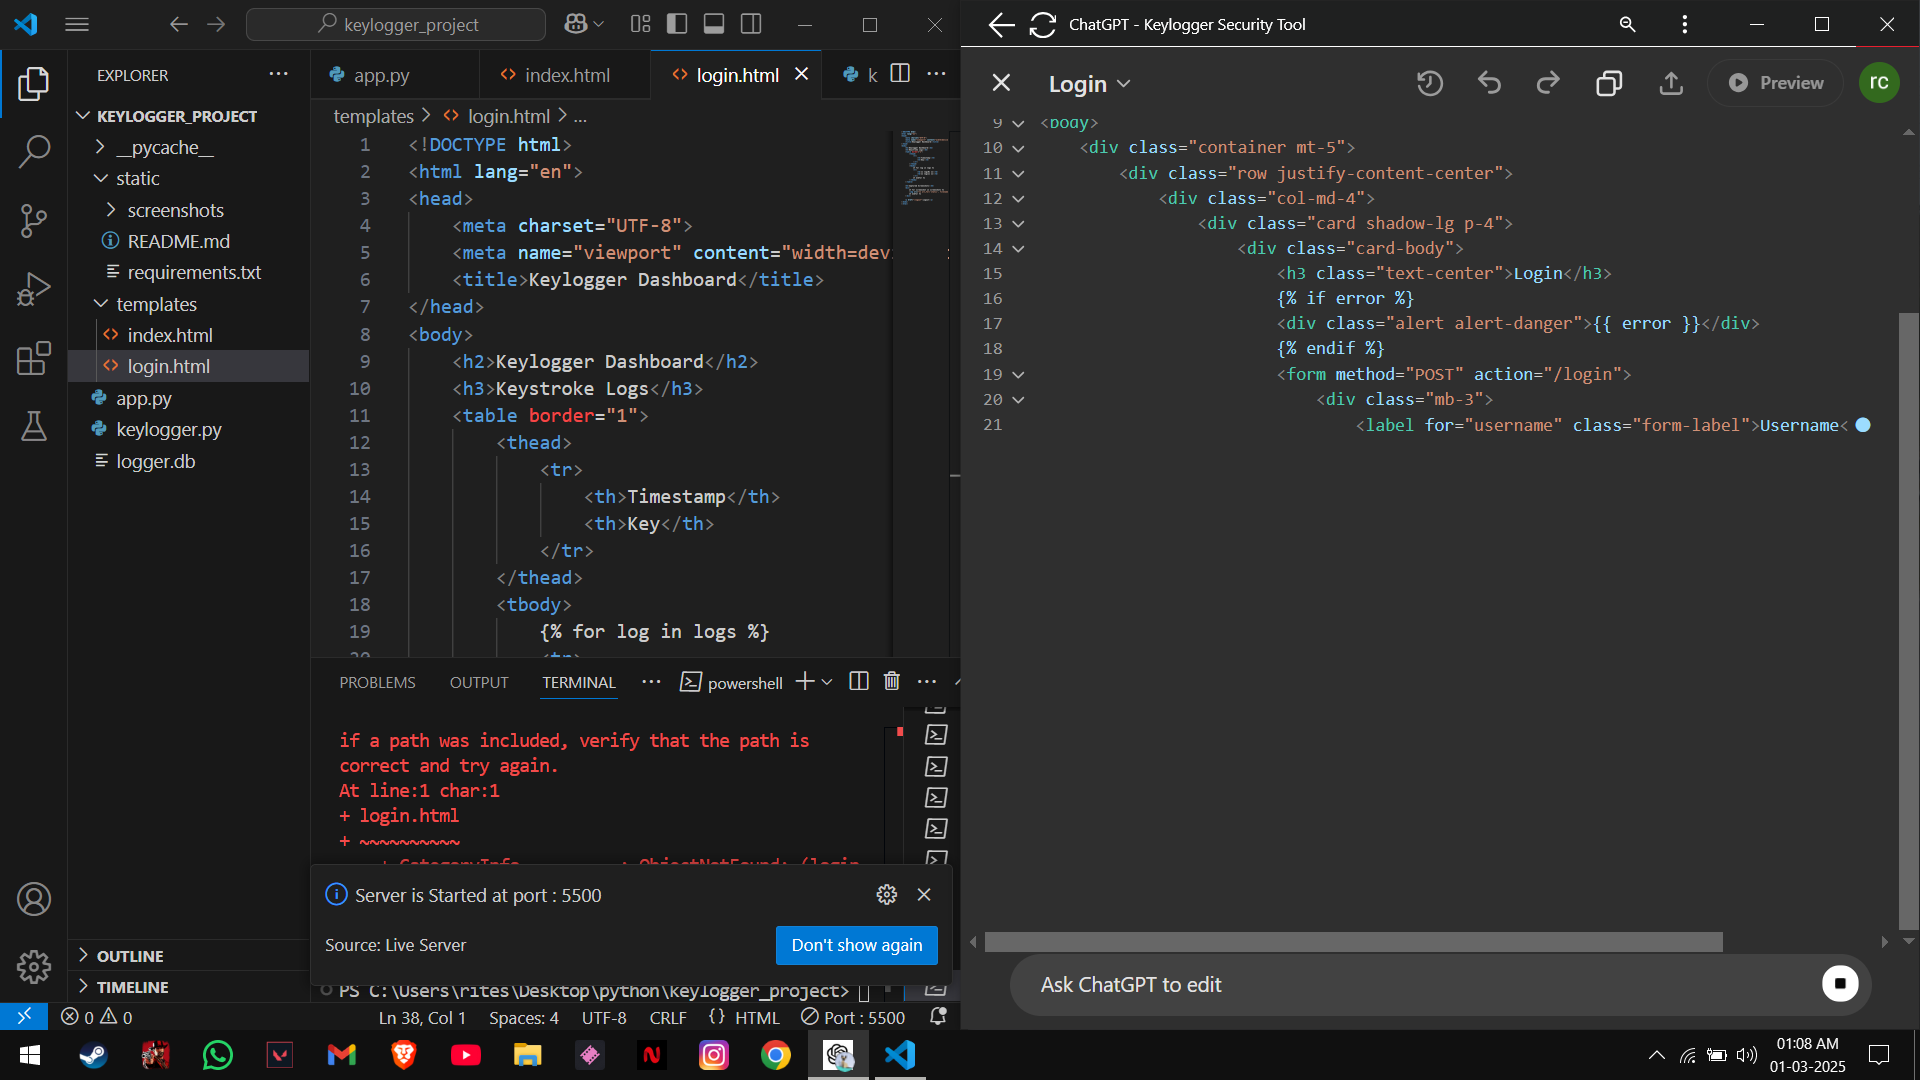 keylogger_project
EXPLORER
KEYLOGGER_PROJECT
__pycache__
static
screenshots
README.md
requirements.txt
templates
index.html
login.html
app.py
keylogger.py
logger.db
OUTLINE
TIMELINE
app.py
index.html
login.html
k
templates > login.html > ...
1 <!DOCTYPE html>
2 <html lang="en">
3 <head>
4 <meta charset="UTF-8">
5 <meta name="viewport" content="width=dev
6 <title>Keylogger Dashboard</title>
7 </head>
8 <body>
9 <h2>Keylogger Dashboard</h2>
10 <h3>Keystroke Logs</h3>
11 <table border="1">
12 <thead>
13 <tr>
14 <th>Timestamp</th>
15 <th>Key</th>
16 </tr>
17 </thead>
18 <tbody>
19 {% for log in logs %}
20 <tr>
PROBLEMS OUTPUT TERMINAL ... powershell
if a path was included, verify that the path is
correct and try again.
At line:1 char:1
+ login.html
+ ~~~~~~~~~~
+ CategoryInfo : ObjectNotFound: (login
Server is Started at port : 5500
Source: Live Server
Don't show again
PS C:\Users\rites\Desktop\python\keylogger_project>
0 0
Ln 38, Col 1 Spaces: 4 UTF-8 CRLF {} HTML Port : 5500
ChatGPT - Keylogger Security Tool
Login
Preview
rc
9 <body>
10 <div class="container mt-5">
11 <div class="row justify-content-center">
12 <div class="col-md-4">
13 <div class="card shadow-lg p-4">
14 <div class="card-body">
15 <h3 class="text-center">Login</h3>
16 {% if error %}
17 <div class="alert alert-danger">{{ error }}</div>
18 {% endif %}
19 <form method="POST" action="/login">
20 <div class="mb-3">
21 <label for="username" class="form-label">Username<
Ask ChatGPT to edit
01:08 AM
01-03-2025